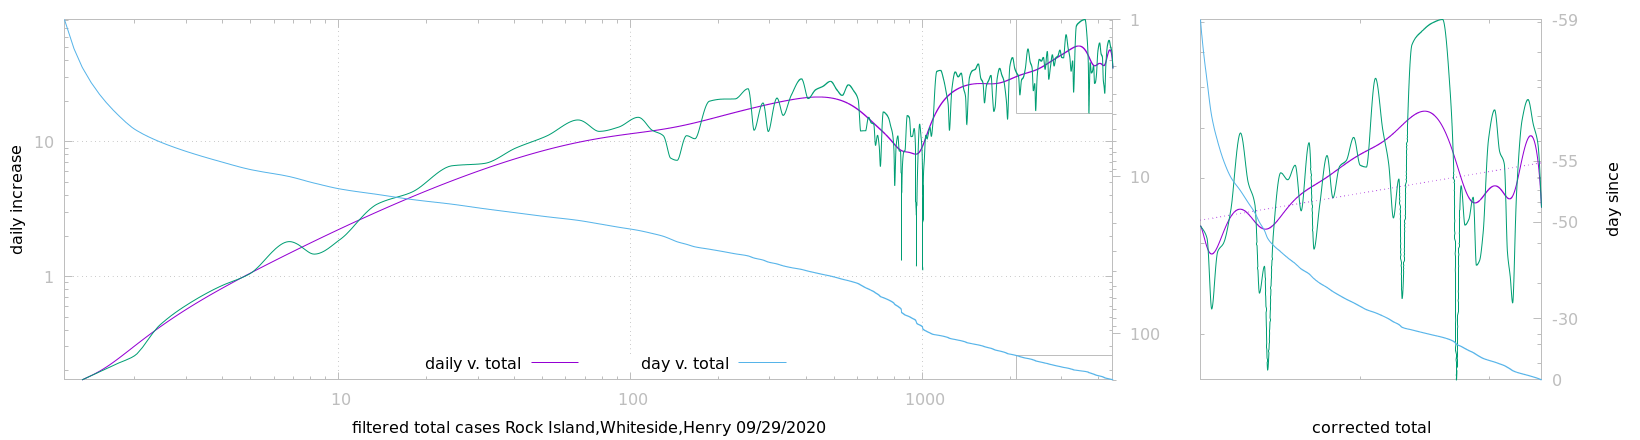 1
-59
10
-55
daily increase
10
-50
day since
1
-30
100
daily v. total
day v. total
0
10
100
1000
filtered total cases Rock Island,Whiteside,Henry 09/29/2020
corrected total